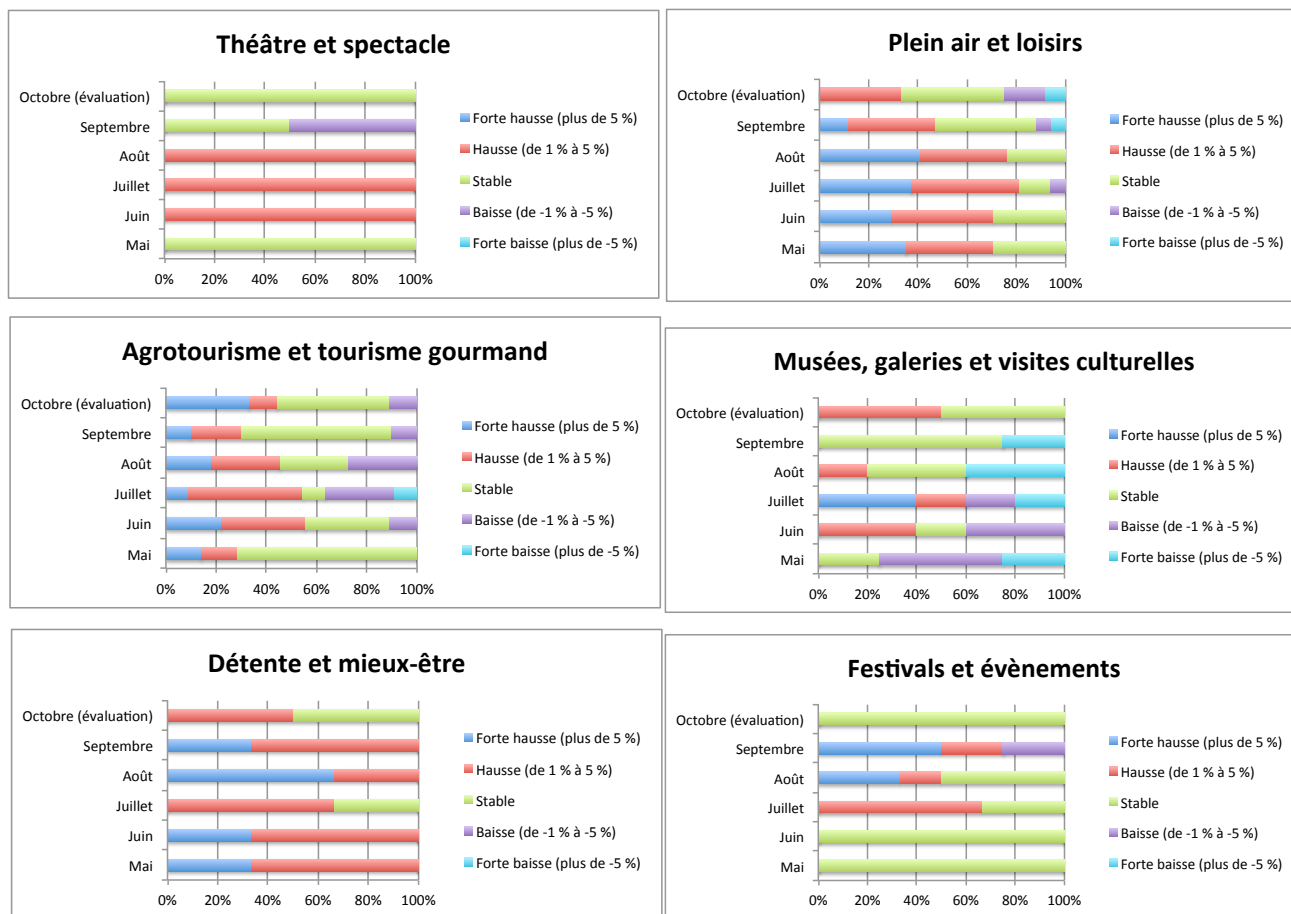 Théâtre et spectacle
Octobre (évaluation)
Septembre
Août
Juillet
Juin
Mai
0% 20% 40% 60% 80% 100%
Forte hausse (plus de 5 %)
Hausse (de 1 % à 5 %)
Stable
Baisse (de -1 % à -5 %)
Forte baisse (plus de -5 %)
Plein air et loisirs
Octobre (évaluation)
Septembre
Août
Juillet
Juin
Mai
0% 20% 40% 60% 80% 100%
Forte hausse (plus de 5 %)
Hausse (de 1 % à 5 %)
Stable
Baisse (de -1 % à -5 %)
Forte baisse (plus de -5 %)
Agrotourisme et tourisme gourmand
Octobre (évaluation)
Septembre
Août
Juillet
Juin
Mai
0% 20% 40% 60% 80% 100%
Forte hausse (plus de 5 %)
Hausse (de 1 % à 5 %)
Stable
Baisse (de -1 % à -5 %)
Forte baisse (plus de -5 %)
Musées, galeries et visites culturelles
Octobre (évaluation)
Septembre
Août
Juillet
Juin
Mai
0% 20% 40% 60% 80% 100%
Forte hausse (plus de 5 %)
Hausse (de 1 % à 5 %)
Stable
Baisse (de -1 % à -5 %)
Forte baisse (plus de -5 %)
Détente et mieux-être
Octobre (évaluation)
Septembre
Août
Juillet
Juin
Mai
0% 20% 40% 60% 80% 100%
Forte hausse (plus de 5 %)
Hausse (de 1 % à 5 %)
Stable
Baisse (de -1 % à -5 %)
Forte baisse (plus de -5 %)
Festivals et évènements
Octobre (évaluation)
Septembre
Août
Juillet
Juin
Mai
0% 20% 40% 60% 80% 100%
Forte hausse (plus de 5 %)
Hausse (de 1 % à 5 %)
Stable
Baisse (de -1 % à -5 %)
Forte baisse (plus de -5 %)